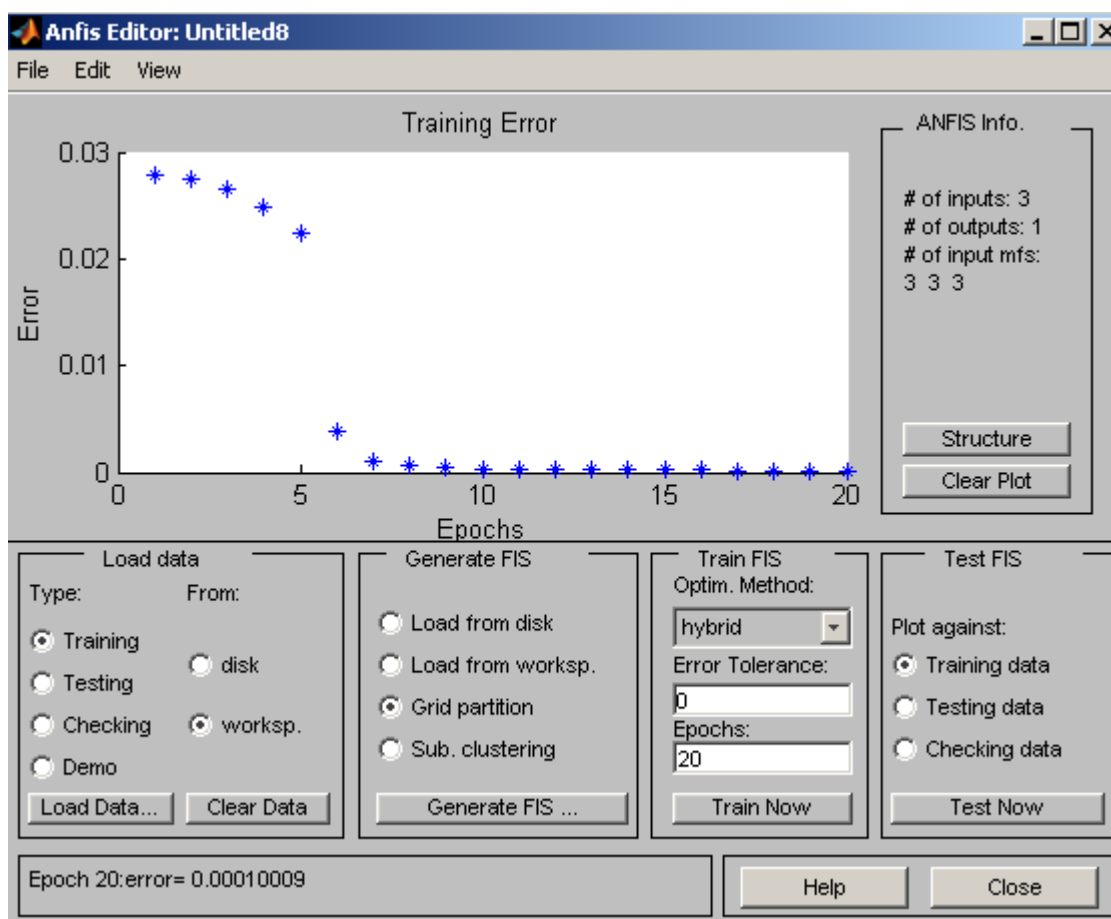 Anfis Editor: Untitled8
File Edit View
Training Error
0.03
0.02
0.01
0
Error
0 5 10 15 20
Epochs
ANFIS Info.
# of inputs: 3
# of outputs: 1
# of input mfs:
3 3 3
Structure
Clear Plot
Load data
Type:
From:
Training
Testing
Checking
Demo
disk
worksp.
Load Data...
Clear Data
Generate FIS
Load from disk
Load from worksp.
Grid partition
Sub. clustering
Generate FIS ...
Train FIS
Optim. Method:
hybrid
Error Tolerance:
0
Epochs:
20
Train Now
Test FIS
Plot against:
Training data
Testing data
Checking data
Test Now
Epoch 20:error= 0.00010009
Help
Close